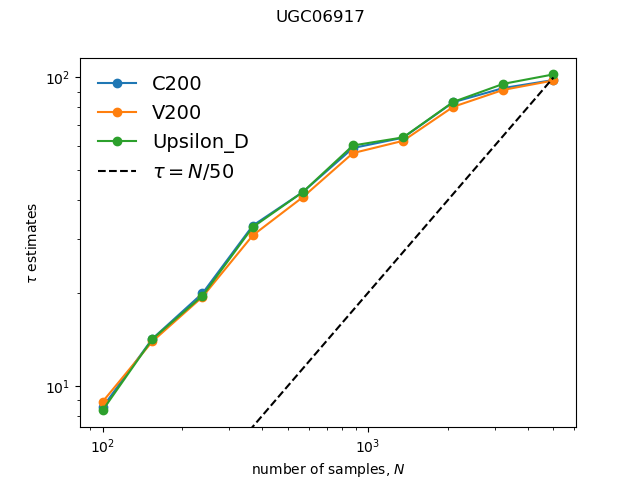 UGC06917
C200
V200
Upsilon_D
τ = N/50
10²
10¹
τ estimates
10² 10³
number of samples, N